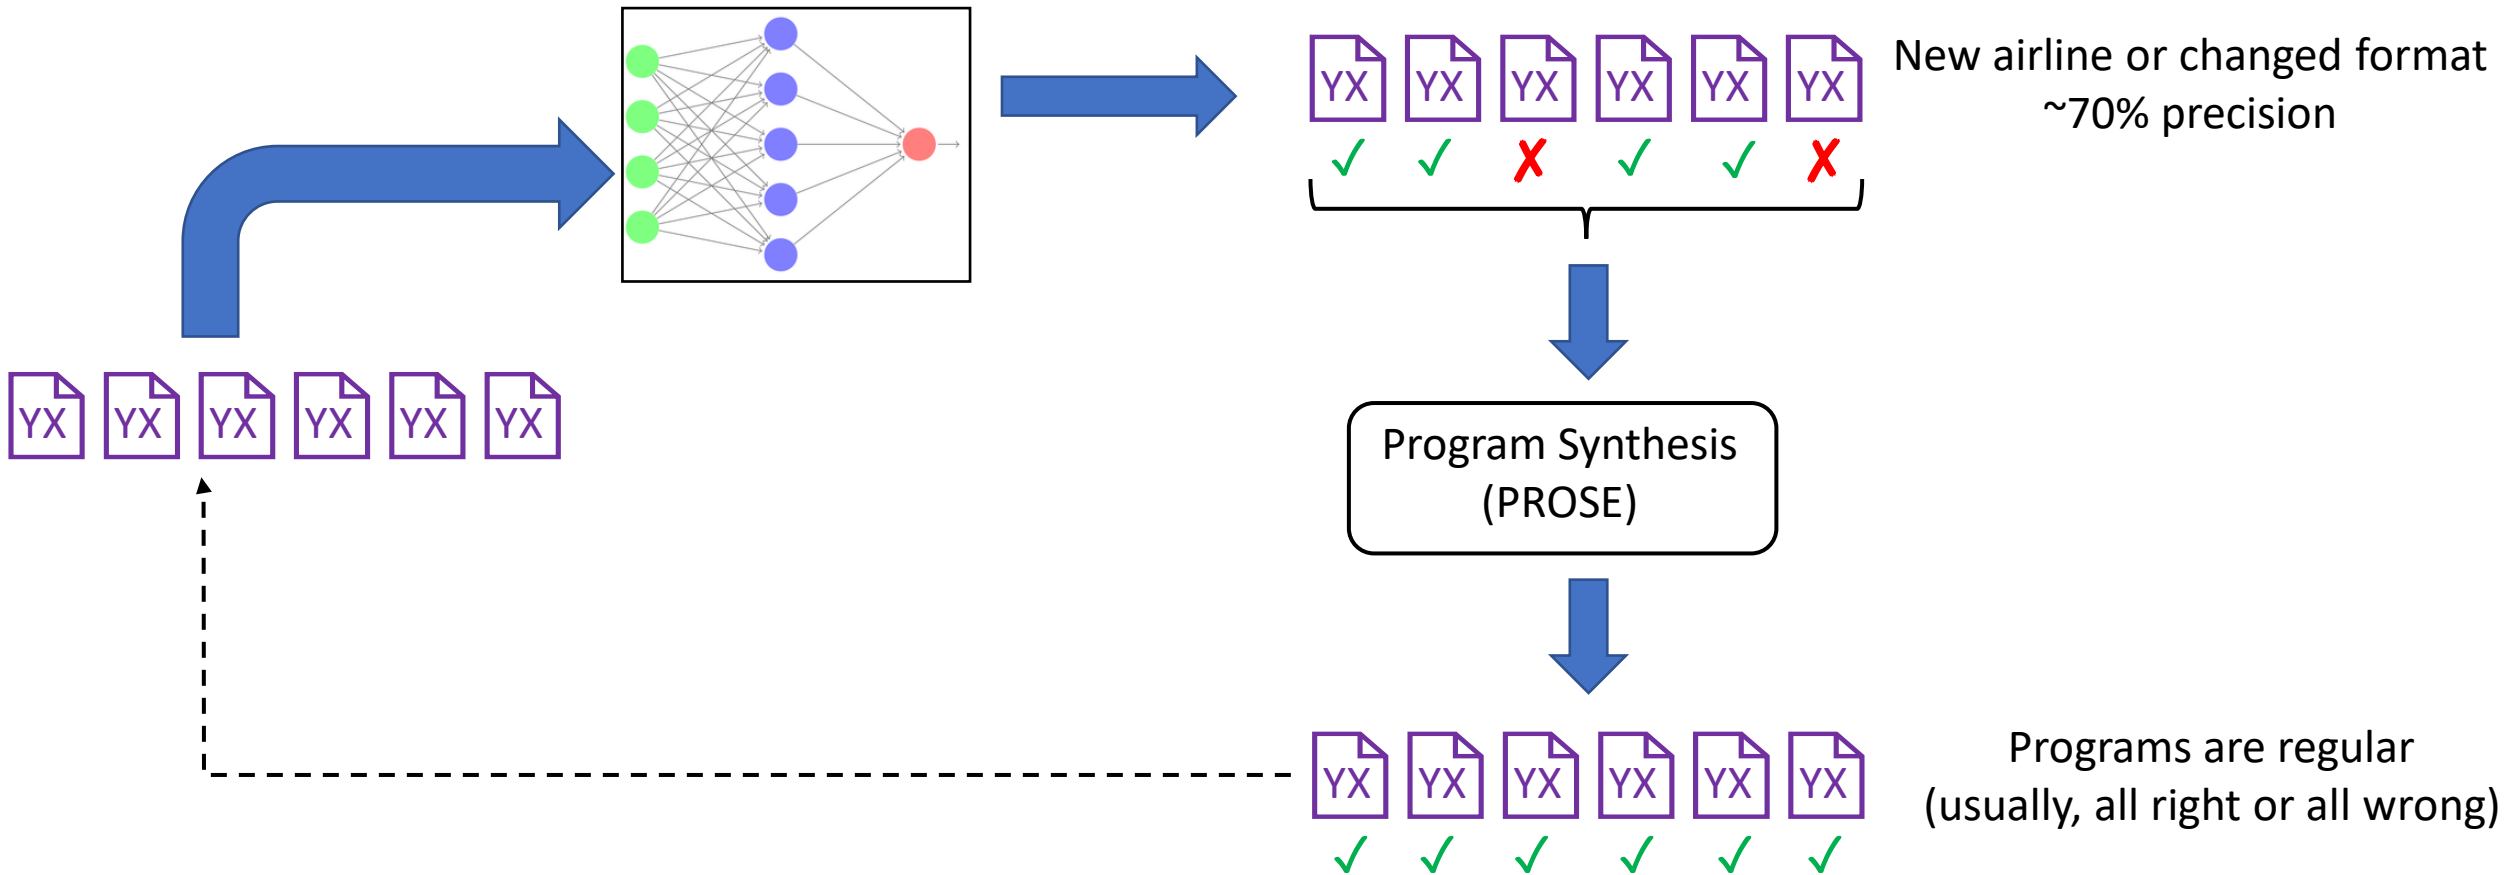 YX YX YX YX YX YX
New airline or changed format
~70% precision
YX YX YX YX YX YX
Program Synthesis
(PROSE)
YX YX YX YX YX YX
Programs are regular
(usually, all right or all wrong)